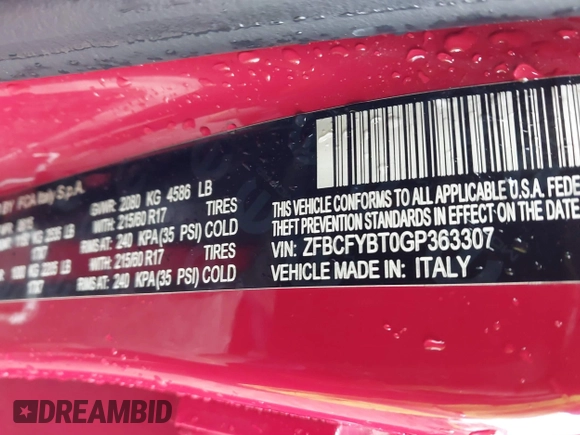 BY: FCA Italy S.p.A.
GVWR: 2080 KG 4586 LB
WITH: 215/60 R17 TIRES
RIMS AT: 240 KPA(35 PSI) COLD
WITH: 215/60 R17 TIRES
RIMS AT: 240 KPA(35 PSI) COLD
THIS VEHICLE CONFORMS TO ALL APPLICABLE U.S.A. FEDE
THEFT PREVENTION STANDARDS IN EFFECT ON THE DATE OF
VIN: ZFBCFYBT0GP363307
VEHICLE MADE IN: ITALY
DREAMBID